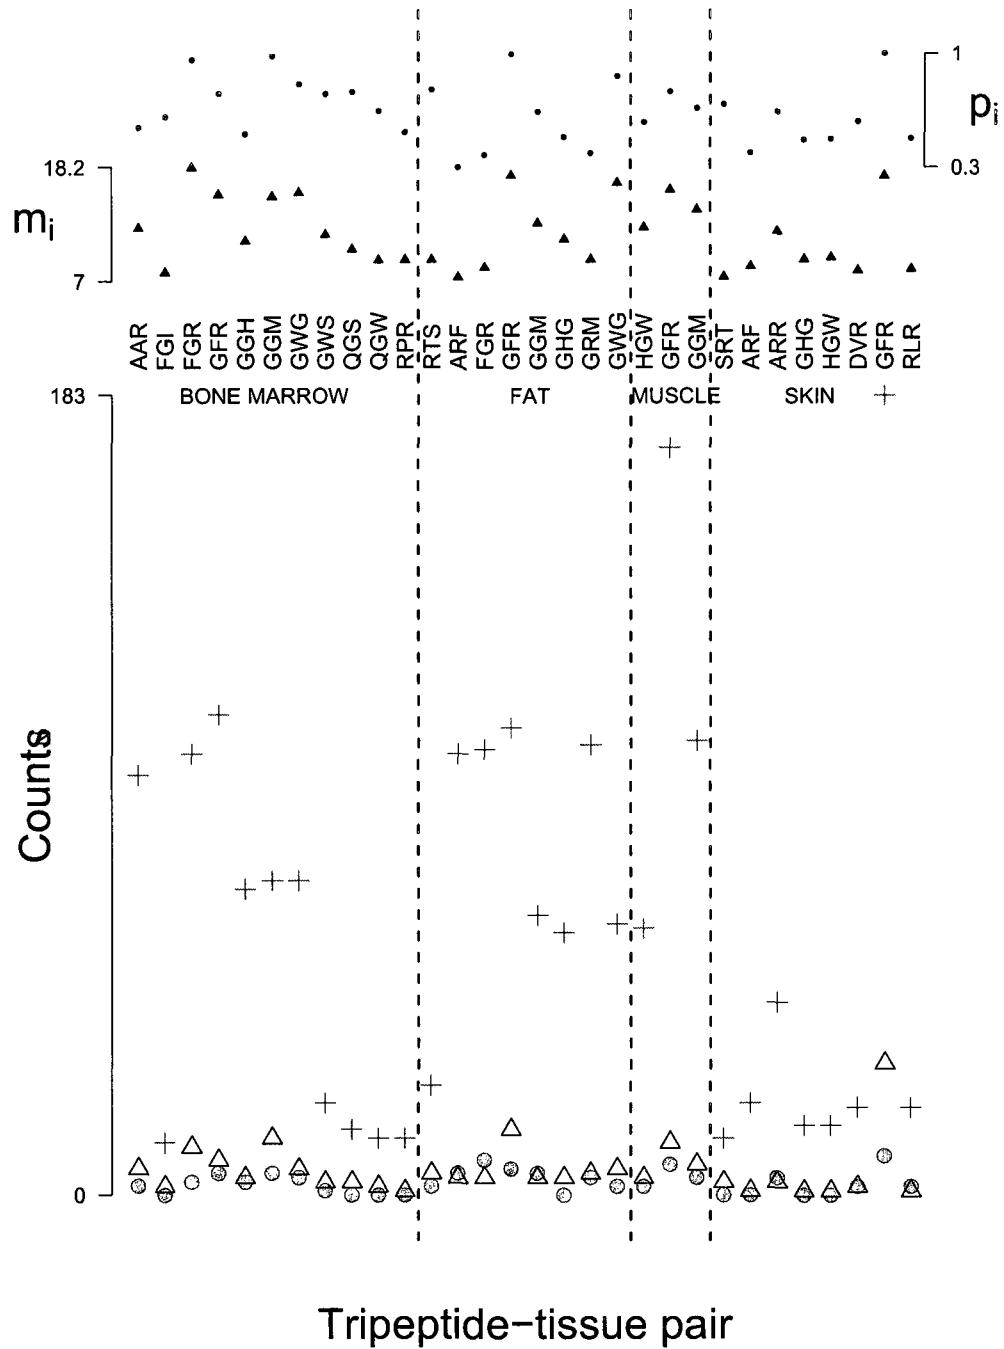 1
p_i
0.3
18.2
m_i
7
AAR FGI FGR GFR GGH GGM GWG GWS QGS QGW RPR RTS ARF FGR GFR GGM GHG GRM GWG HGW GFR GGM SRT ARF ARR GHG HGW DVR GFR RLR
183 BONE MARROW FAT MUSCLE SKIN
Counts
0
Tripeptide−tissue pair